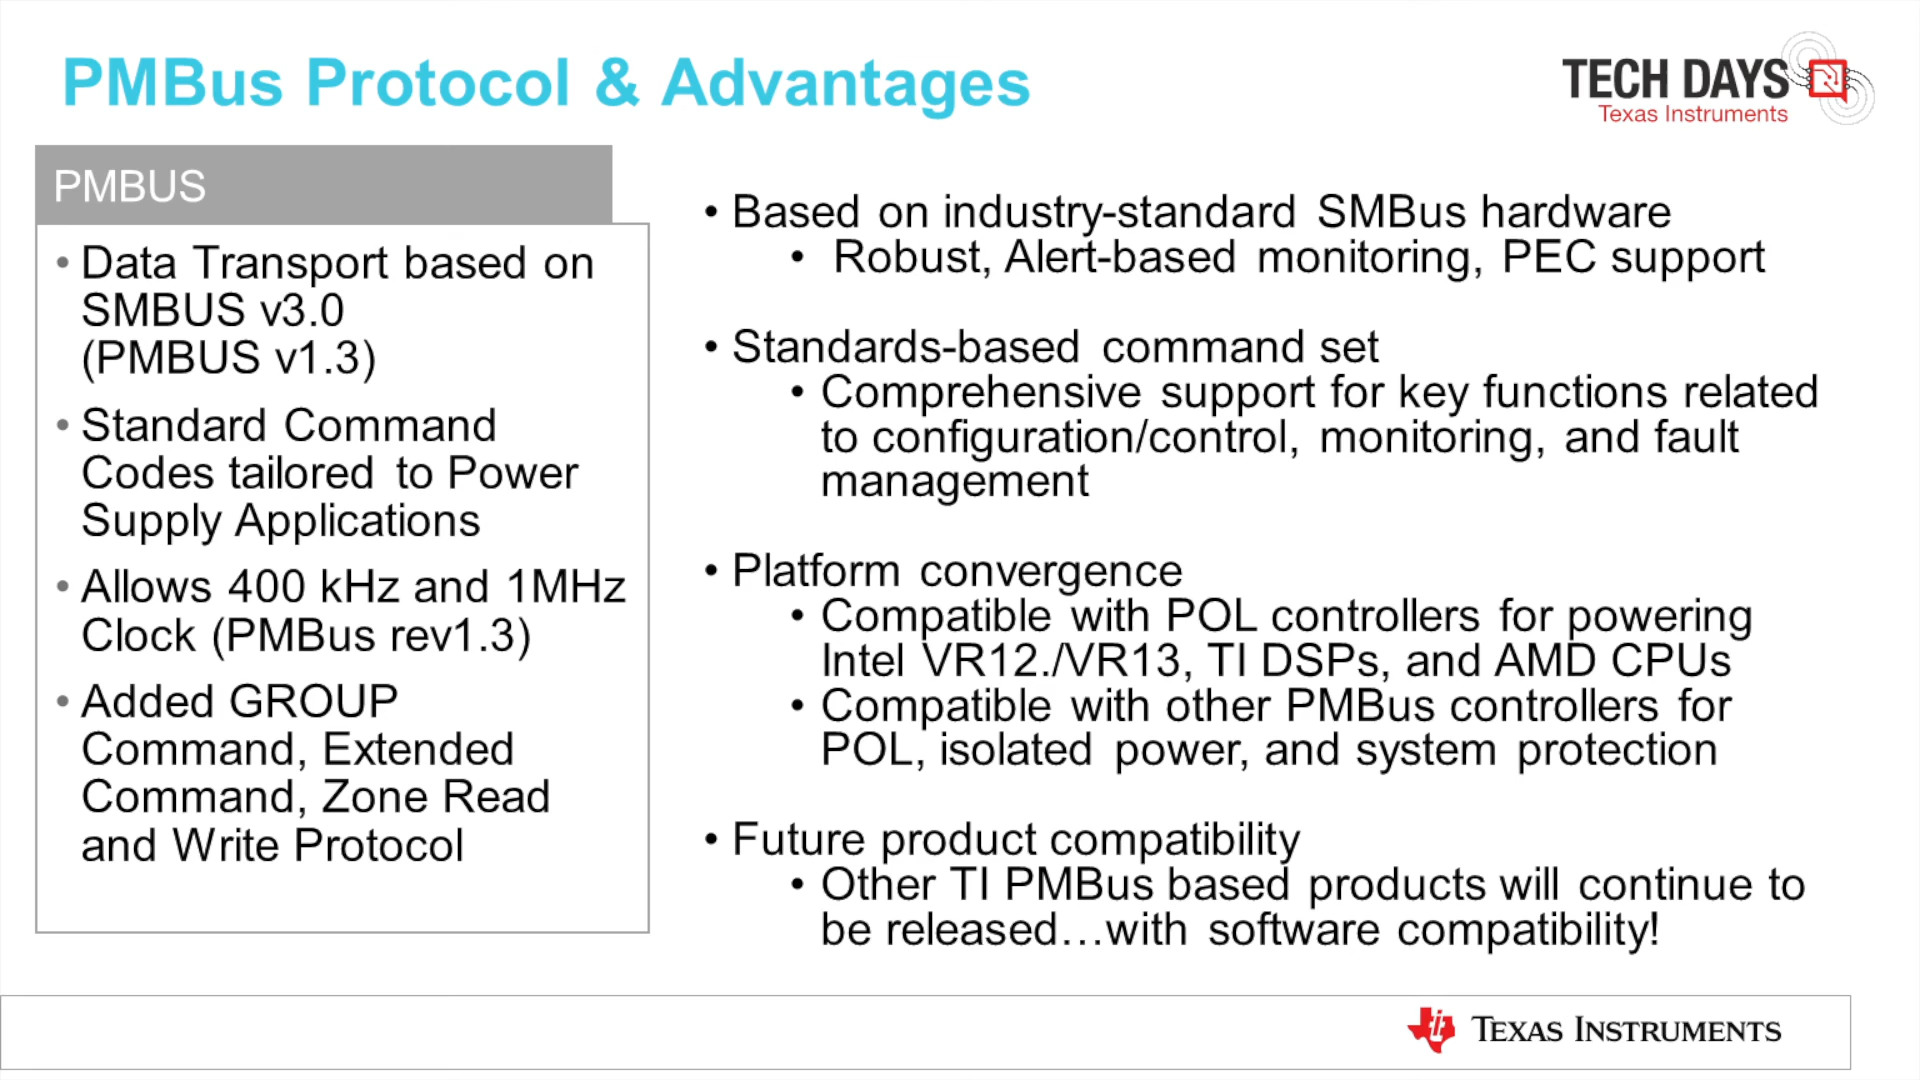 PMBus Protocol & Advantages
TECH DAYS
Texas Instruments
PMBUS
• Data Transport based on
SMBUS v3.0
(PMBUS v1.3)
• Standard Command
Codes tailored to Power
Supply Applications
• Allows 400 kHz and 1MHz
Clock (PMBus rev1.3)
• Added GROUP
Command, Extended
Command, Zone Read
and Write Protocol
• Based on industry-standard SMBus hardware
• Robust, Alert-based monitoring, PEC support
• Standards-based command set
• Comprehensive support for key functions related
to configuration/control, monitoring, and fault
management
• Platform convergence
• Compatible with POL controllers for powering
Intel VR12./VR13, TI DSPs, and AMD CPUs
• Compatible with other PMBus controllers for
POL, isolated power, and system protection
• Future product compatibility
• Other TI PMBus based products will continue to
be released…with software compatibility!
TEXAS INSTRUMENTS